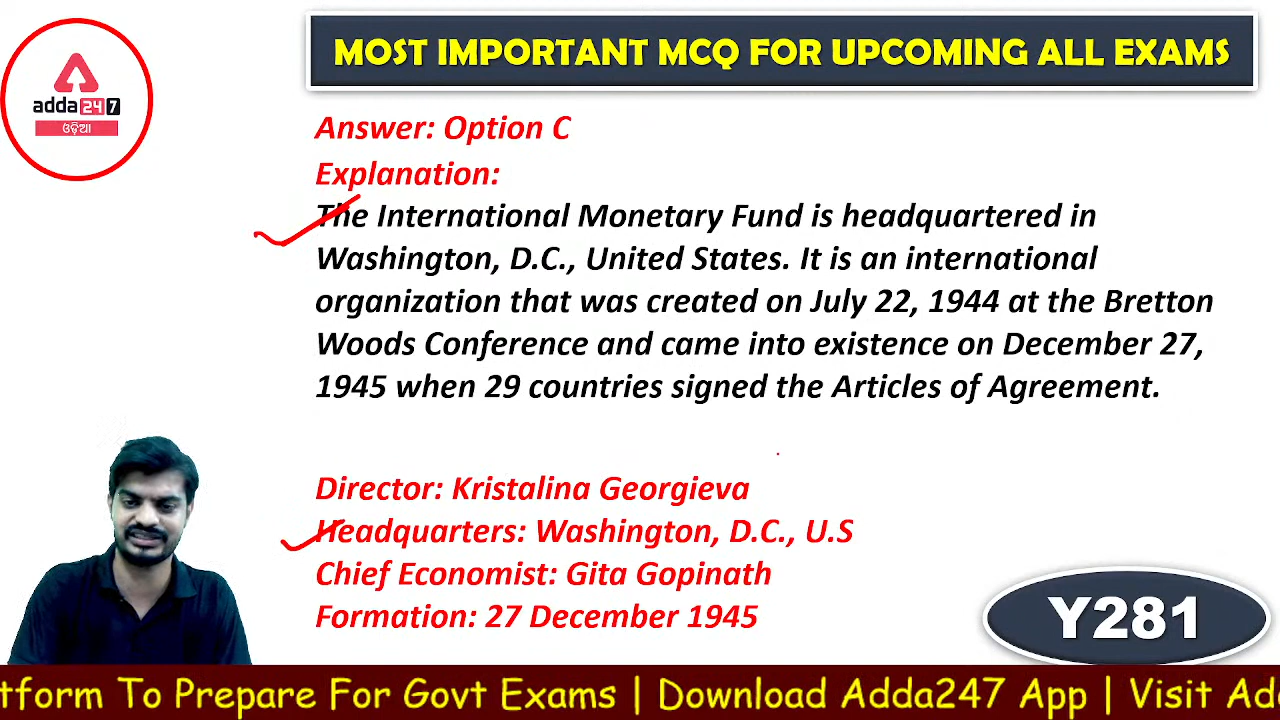 MOST IMPORTANT MCQ FOR UPCOMING ALL EXAMS
adda247
ଓଡ଼ିଆ
Answer: Option C
Explanation:
The International Monetary Fund is headquartered in
Washington, D.C., United States. It is an international
organization that was created on July 22, 1944 at the Bretton
Woods Conference and came into existence on December 27,
1945 when 29 countries signed the Articles of Agreement.
Director: Kristalina Georgieva
Headquarters: Washington, D.C., U.S
Chief Economist: Gita Gopinath
Formation: 27 December 1945
Y281
tform To Prepare For Govt Exams | Download Adda247 App | Visit Ad